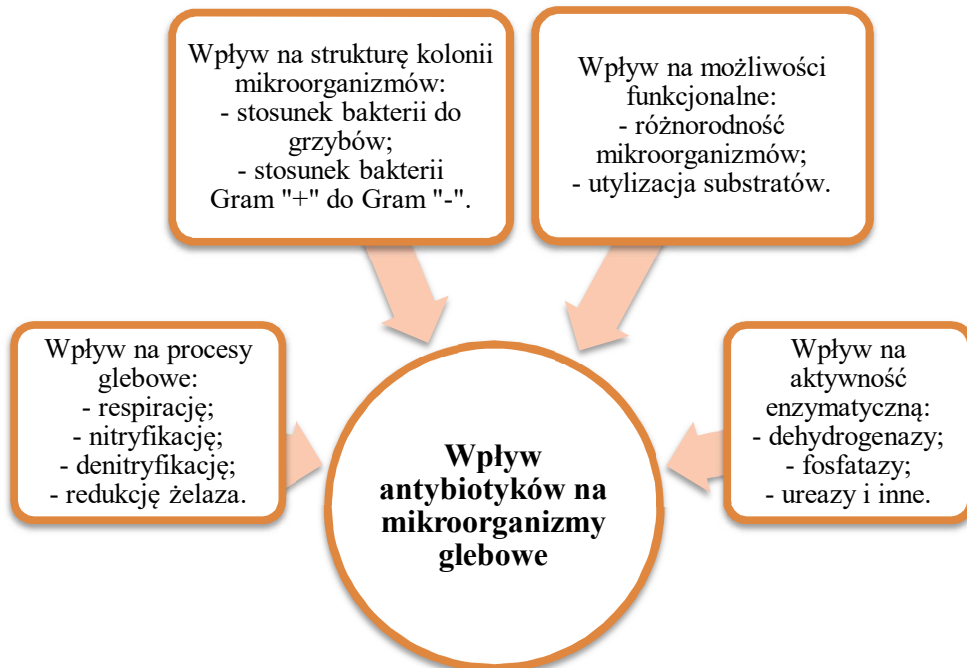 Wpływ na strukturę kolonii
mikroorganizmów:
- stosunek bakterii do
grzybów;
- stosunek bakterii
Gram "+" do Gram "-".
Wpływ na możliwości
funkcjonalne:
- różnorodność
mikroorganizmów;
- utylizacja substratów.
Wpływ na procesy
glebowe:
- respirację;
- nitryfikację;
- denitryfikację;
- redukcję żelaza.
Wpływ
antybiotyków na
mikroorganizmy
glebowe
Wpływ na
aktywność
enzymatyczną:
- dehydrogenazy;
- fosfatazy;
- ureazy i inne.